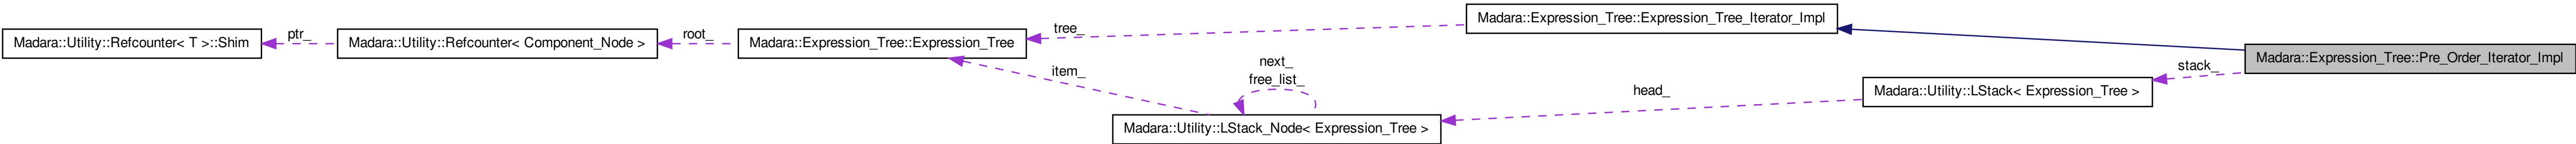 Madara::Utility::Refcounter< T >::Shim
ptr_
Madara::Utility::Refcounter< Component_Node >
root_
Madara::Expression_Tree::Expression_Tree
tree_
Madara::Expression_Tree::Expression_Tree_Iterator_Impl
item_
next_
free_list_
Madara::Utility::LStack_Node< Expression_Tree >
head_
Madara::Utility::LStack< Expression_Tree >
stack_
Madara::Expression_Tree::Pre_Order_Iterator_Impl